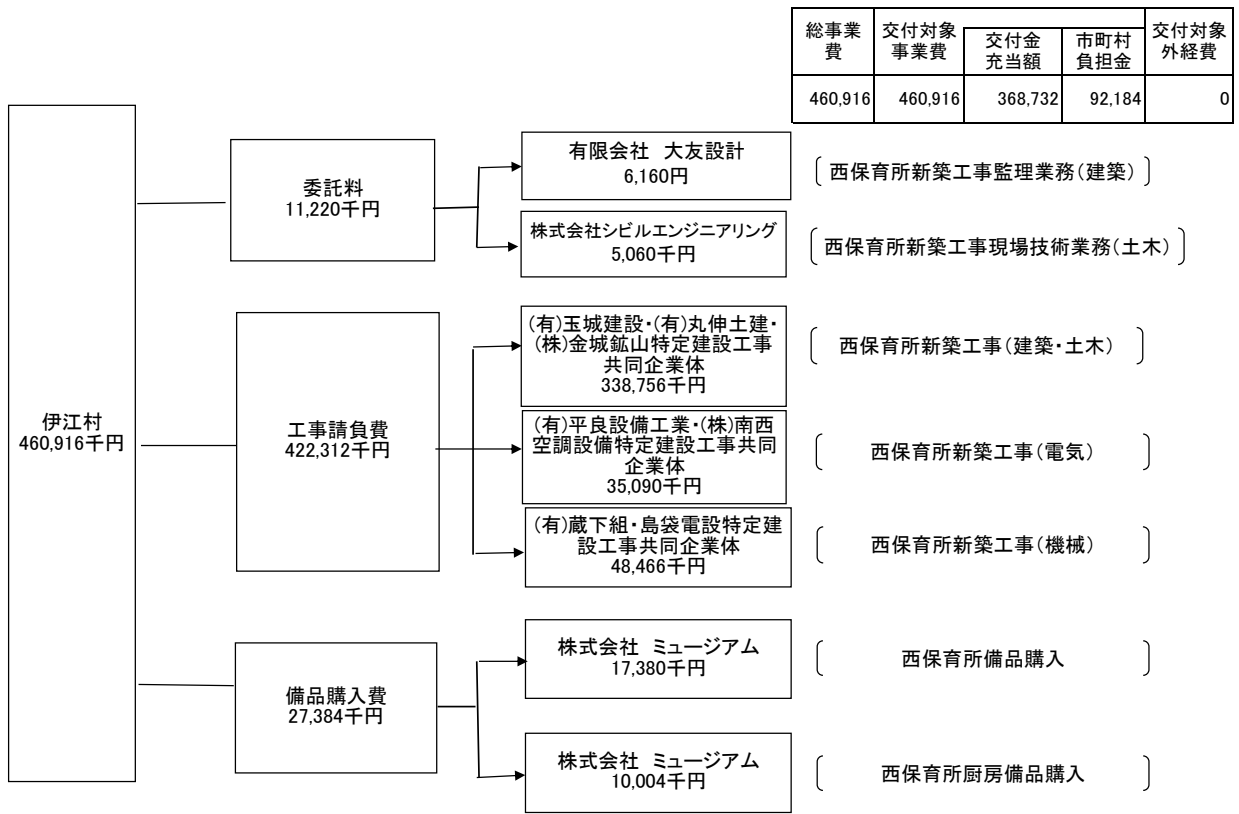 総事業
費
交付対象
事業費
交付金
充当額
市町村
負担金
交付対象
外経費
460,916 460,916 368,732 92,184 0
伊江村
460,916千円
委託料
11,220千円
有限会社 大友設計
6,160円
西保育所新築工事監理業務(建築)
株式会社シビルエンジニアリング
5,060千円
西保育所新築工事現場技術業務(土木)
工事請負費
422,312千円
(有)玉城建設・(有)丸伸土建・
(株)金城鉱山特定建設工事
共同企業体
338,756千円
西保育所新築工事(建築・土木)
(有)平良設備工業・(株)南西
空調設備特定建設工事共同
企業体
35,090千円
西保育所新築工事(電気)
(有)蔵下組・島袋電設特定建
設工事共同企業体
48,466千円
西保育所新築工事(機械)
備品購入費
27,384千円
株式会社 ミュージアム
17,380千円
西保育所備品購入
株式会社 ミュージアム
10,004千円
西保育所厨房備品購入